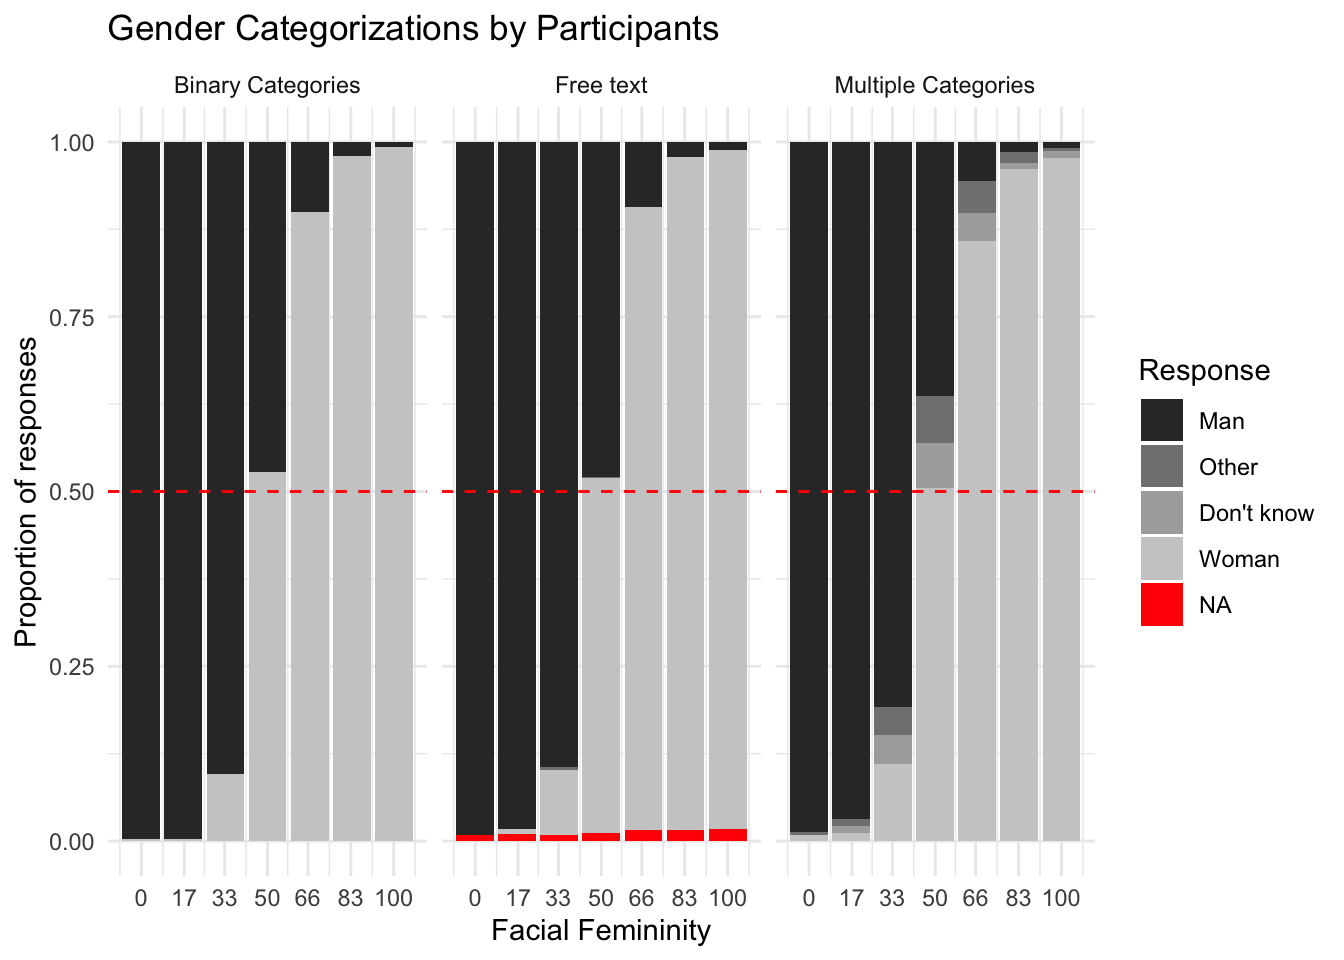 Gender Categorizations by Participants
Binary Categories
Free text
Multiple Categories
Proportion of responses
1.00
0.75
0.50
0.25
0.00
0 17 33 50 66 83 100
0 17 33 50 66 83 100
0 17 33 50 66 83 100
Facial Femininity
Response
Man
Other
Don't know
Woman
NA